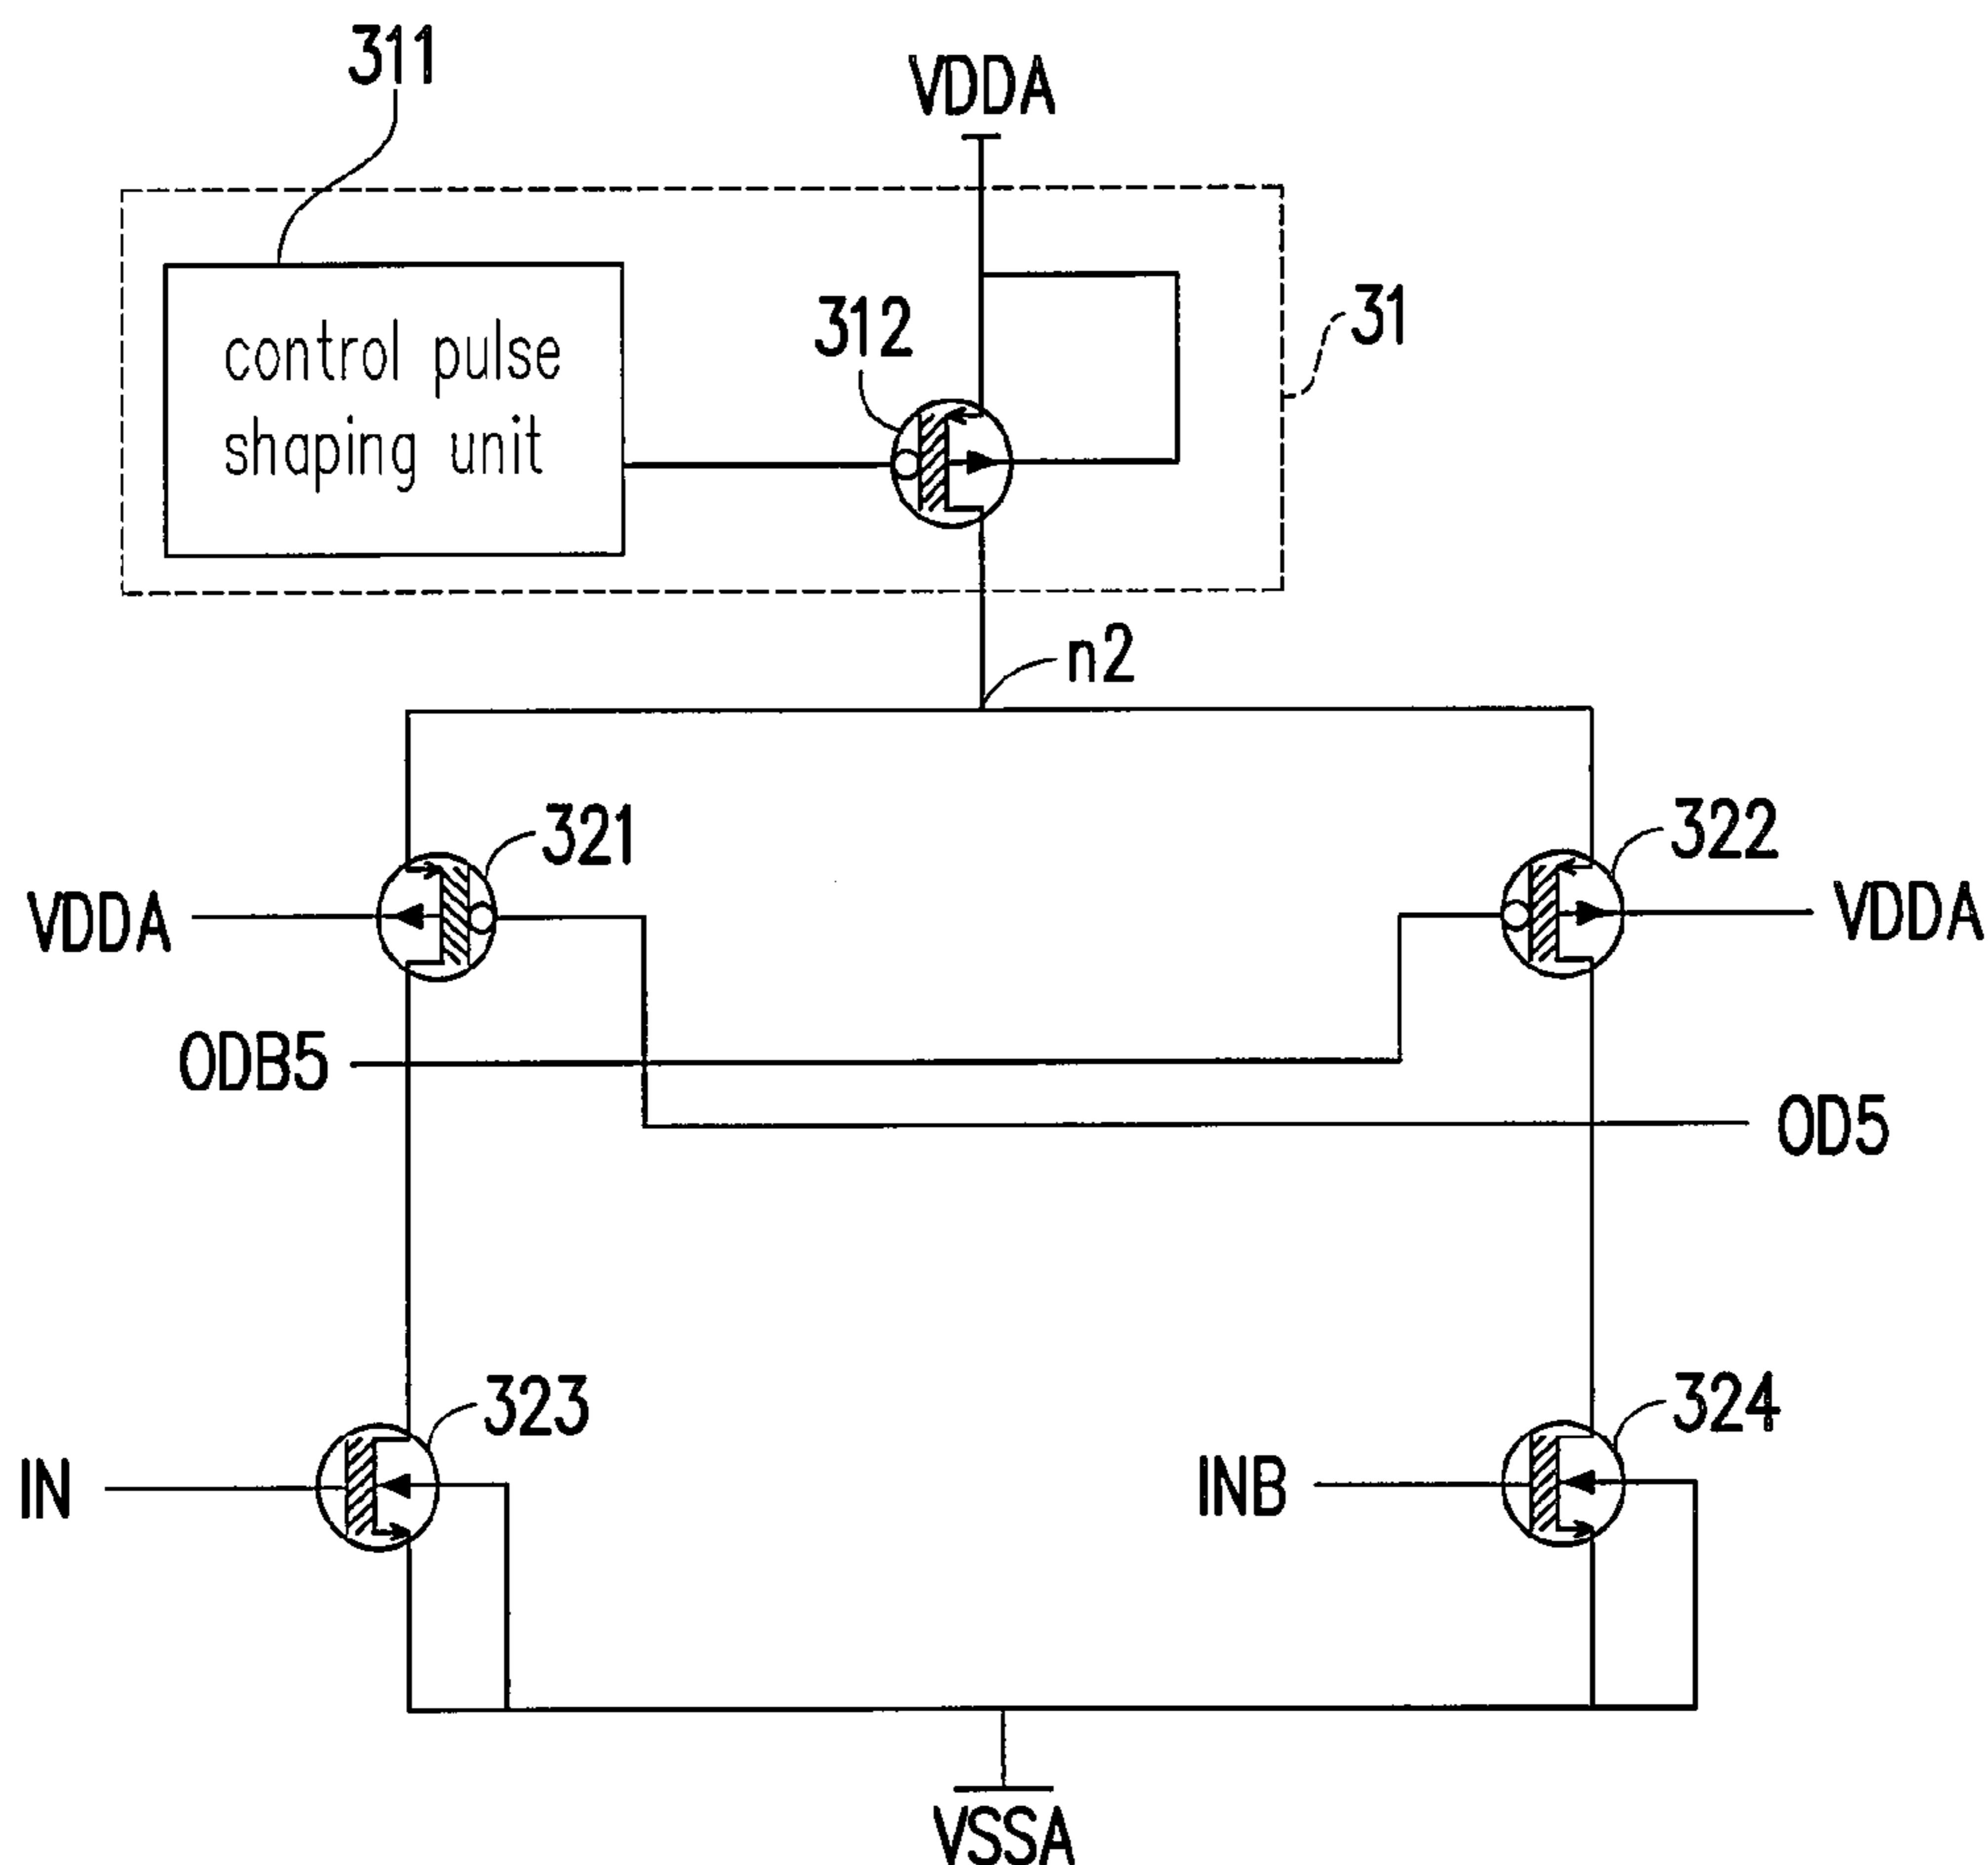 311
VDDA
control pulse
shaping unit
312
31
n2
321
322
VDDA
VDDA
ODB5
OD5
323
324
IN
INB
VSSA